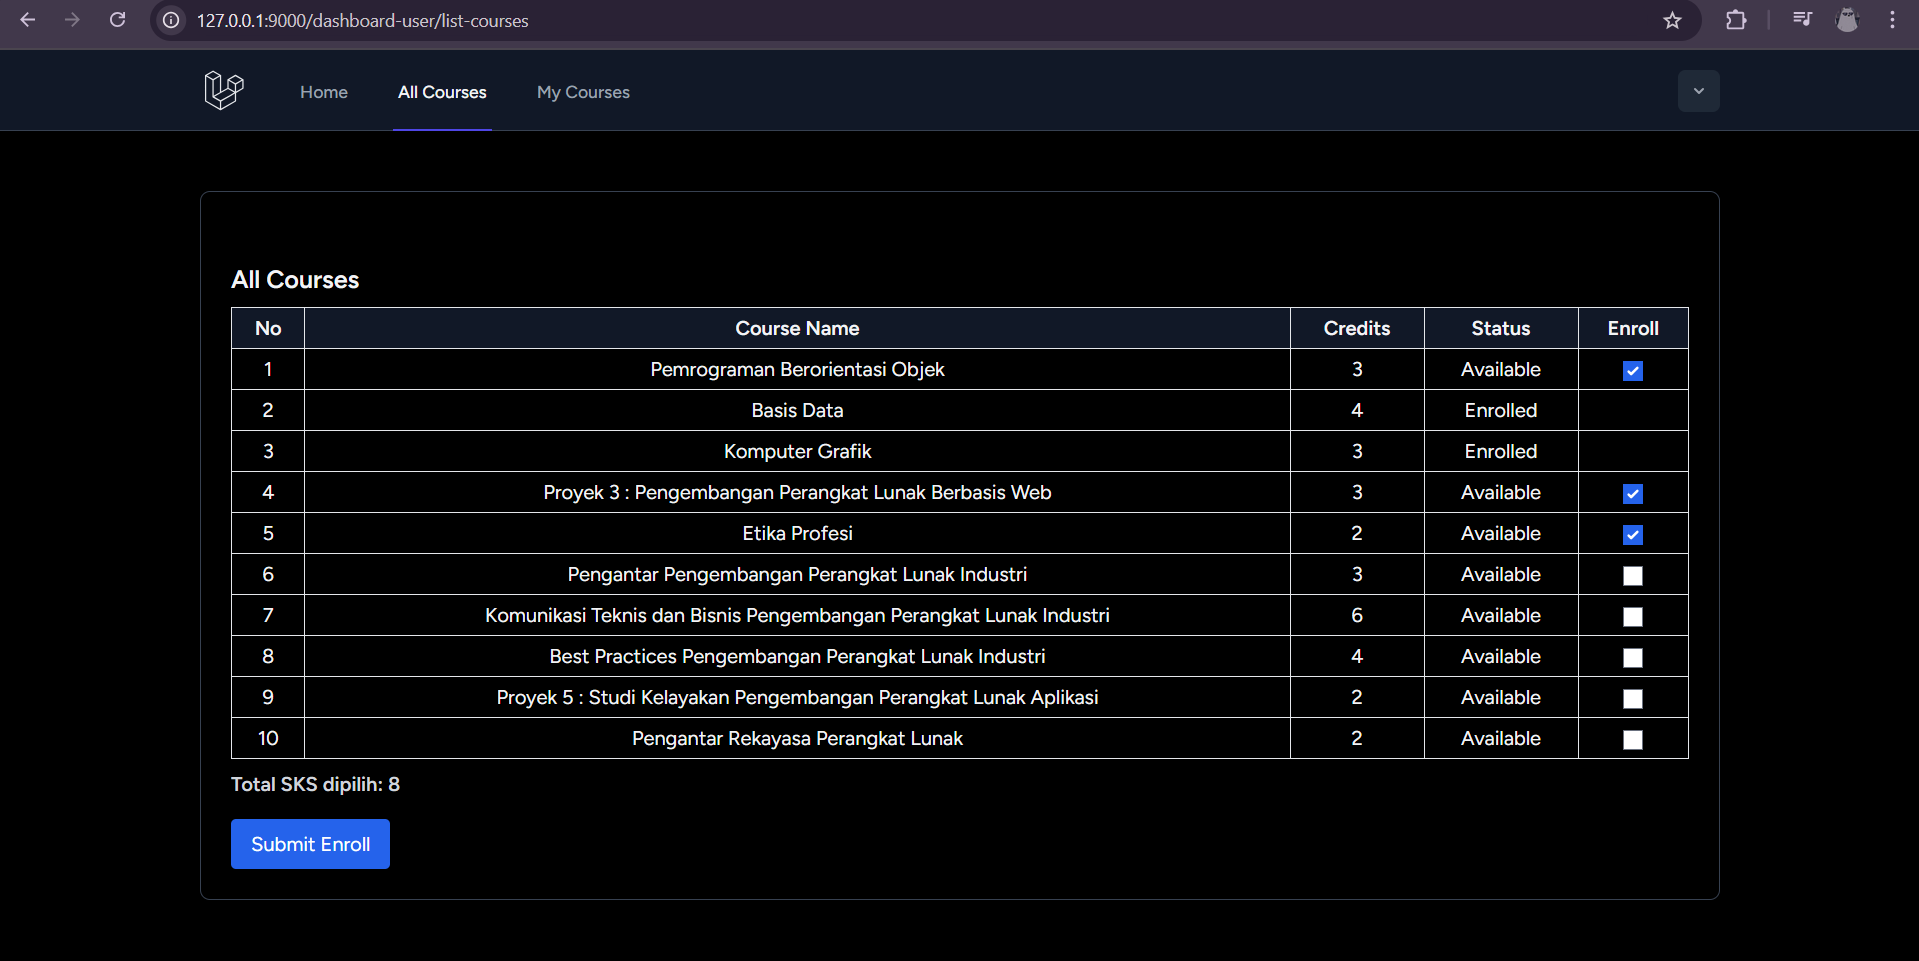 127.0.0.1:9000/dashboard-user/list-courses
Home All Courses My Courses
All Courses
No Course Name Credits Status Enroll
1 Pemrograman Berorientasi Objek 3 Available
2 Basis Data 4 Enrolled
3 Komputer Grafik 3 Enrolled
4 Proyek 3 : Pengembangan Perangkat Lunak Berbasis Web 3 Available
5 Etika Profesi 2 Available
6 Pengantar Pengembangan Perangkat Lunak Industri 3 Available
7 Komunikasi Teknis dan Bisnis Pengembangan Perangkat Lunak Industri 6 Available
8 Best Practices Pengembangan Perangkat Lunak Industri 4 Available
9 Proyek 5 : Studi Kelayakan Pengembangan Perangkat Lunak Aplikasi 2 Available
10 Pengantar Rekayasa Perangkat Lunak 2 Available
Total SKS dipilih: 8
Submit Enroll